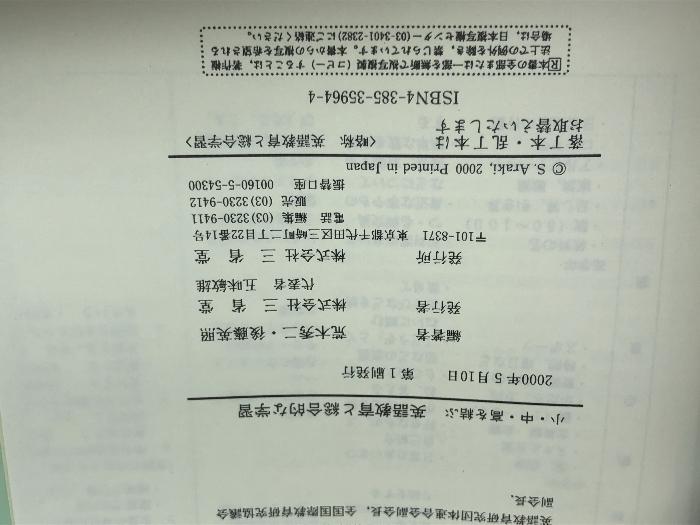 英語教育研究団体連合会副会長，全国国際教育研究協議会
副会長．
小・中・高を結ぶ 英語教育と総合的な学習
2000年5月10日 第1刷発行
編著者 荒木秀二・後藤英照
発行者 株式会社 三省堂
代表者 五味敏雄
発行所 株式会社 三省堂
〒101-8371 東京都千代田区三崎町二丁目22番14号
電話 編集 (03) 3230-9411
販売 (03) 3230-9412
振替口座 00160-5-54300
© S. Araki, 2000 Printed in Japan
落丁本・乱丁本は 〈略称 英語教育と総合学習〉
お取替えいたします
ISBN4-385-35964-4
R本書の全部または一部を無断で複写複製（コピー）することは，著作権
法上での例外を除き，禁じられています。本書からの複写を希望される
場合は，日本複写権センター(03-3401-2382)にご連絡ください。